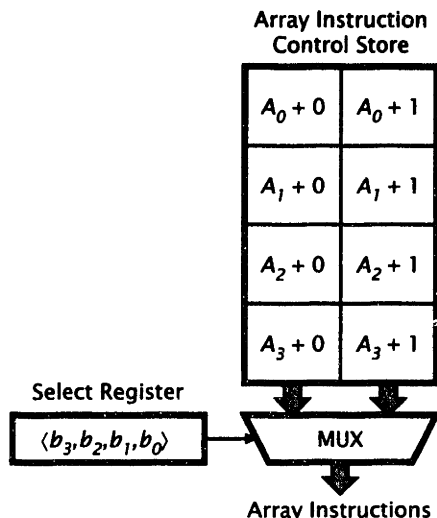 Array Instruction
Control Store
A₀ + 0 A₀ + 1
A₁ + 0 A₁ + 1
A₂ + 0 A₂ + 1
A₃ + 0 A₃ + 1
Select Register
⟨b₃,b₂,b₁,b₀⟩
MUX
Array Instructions